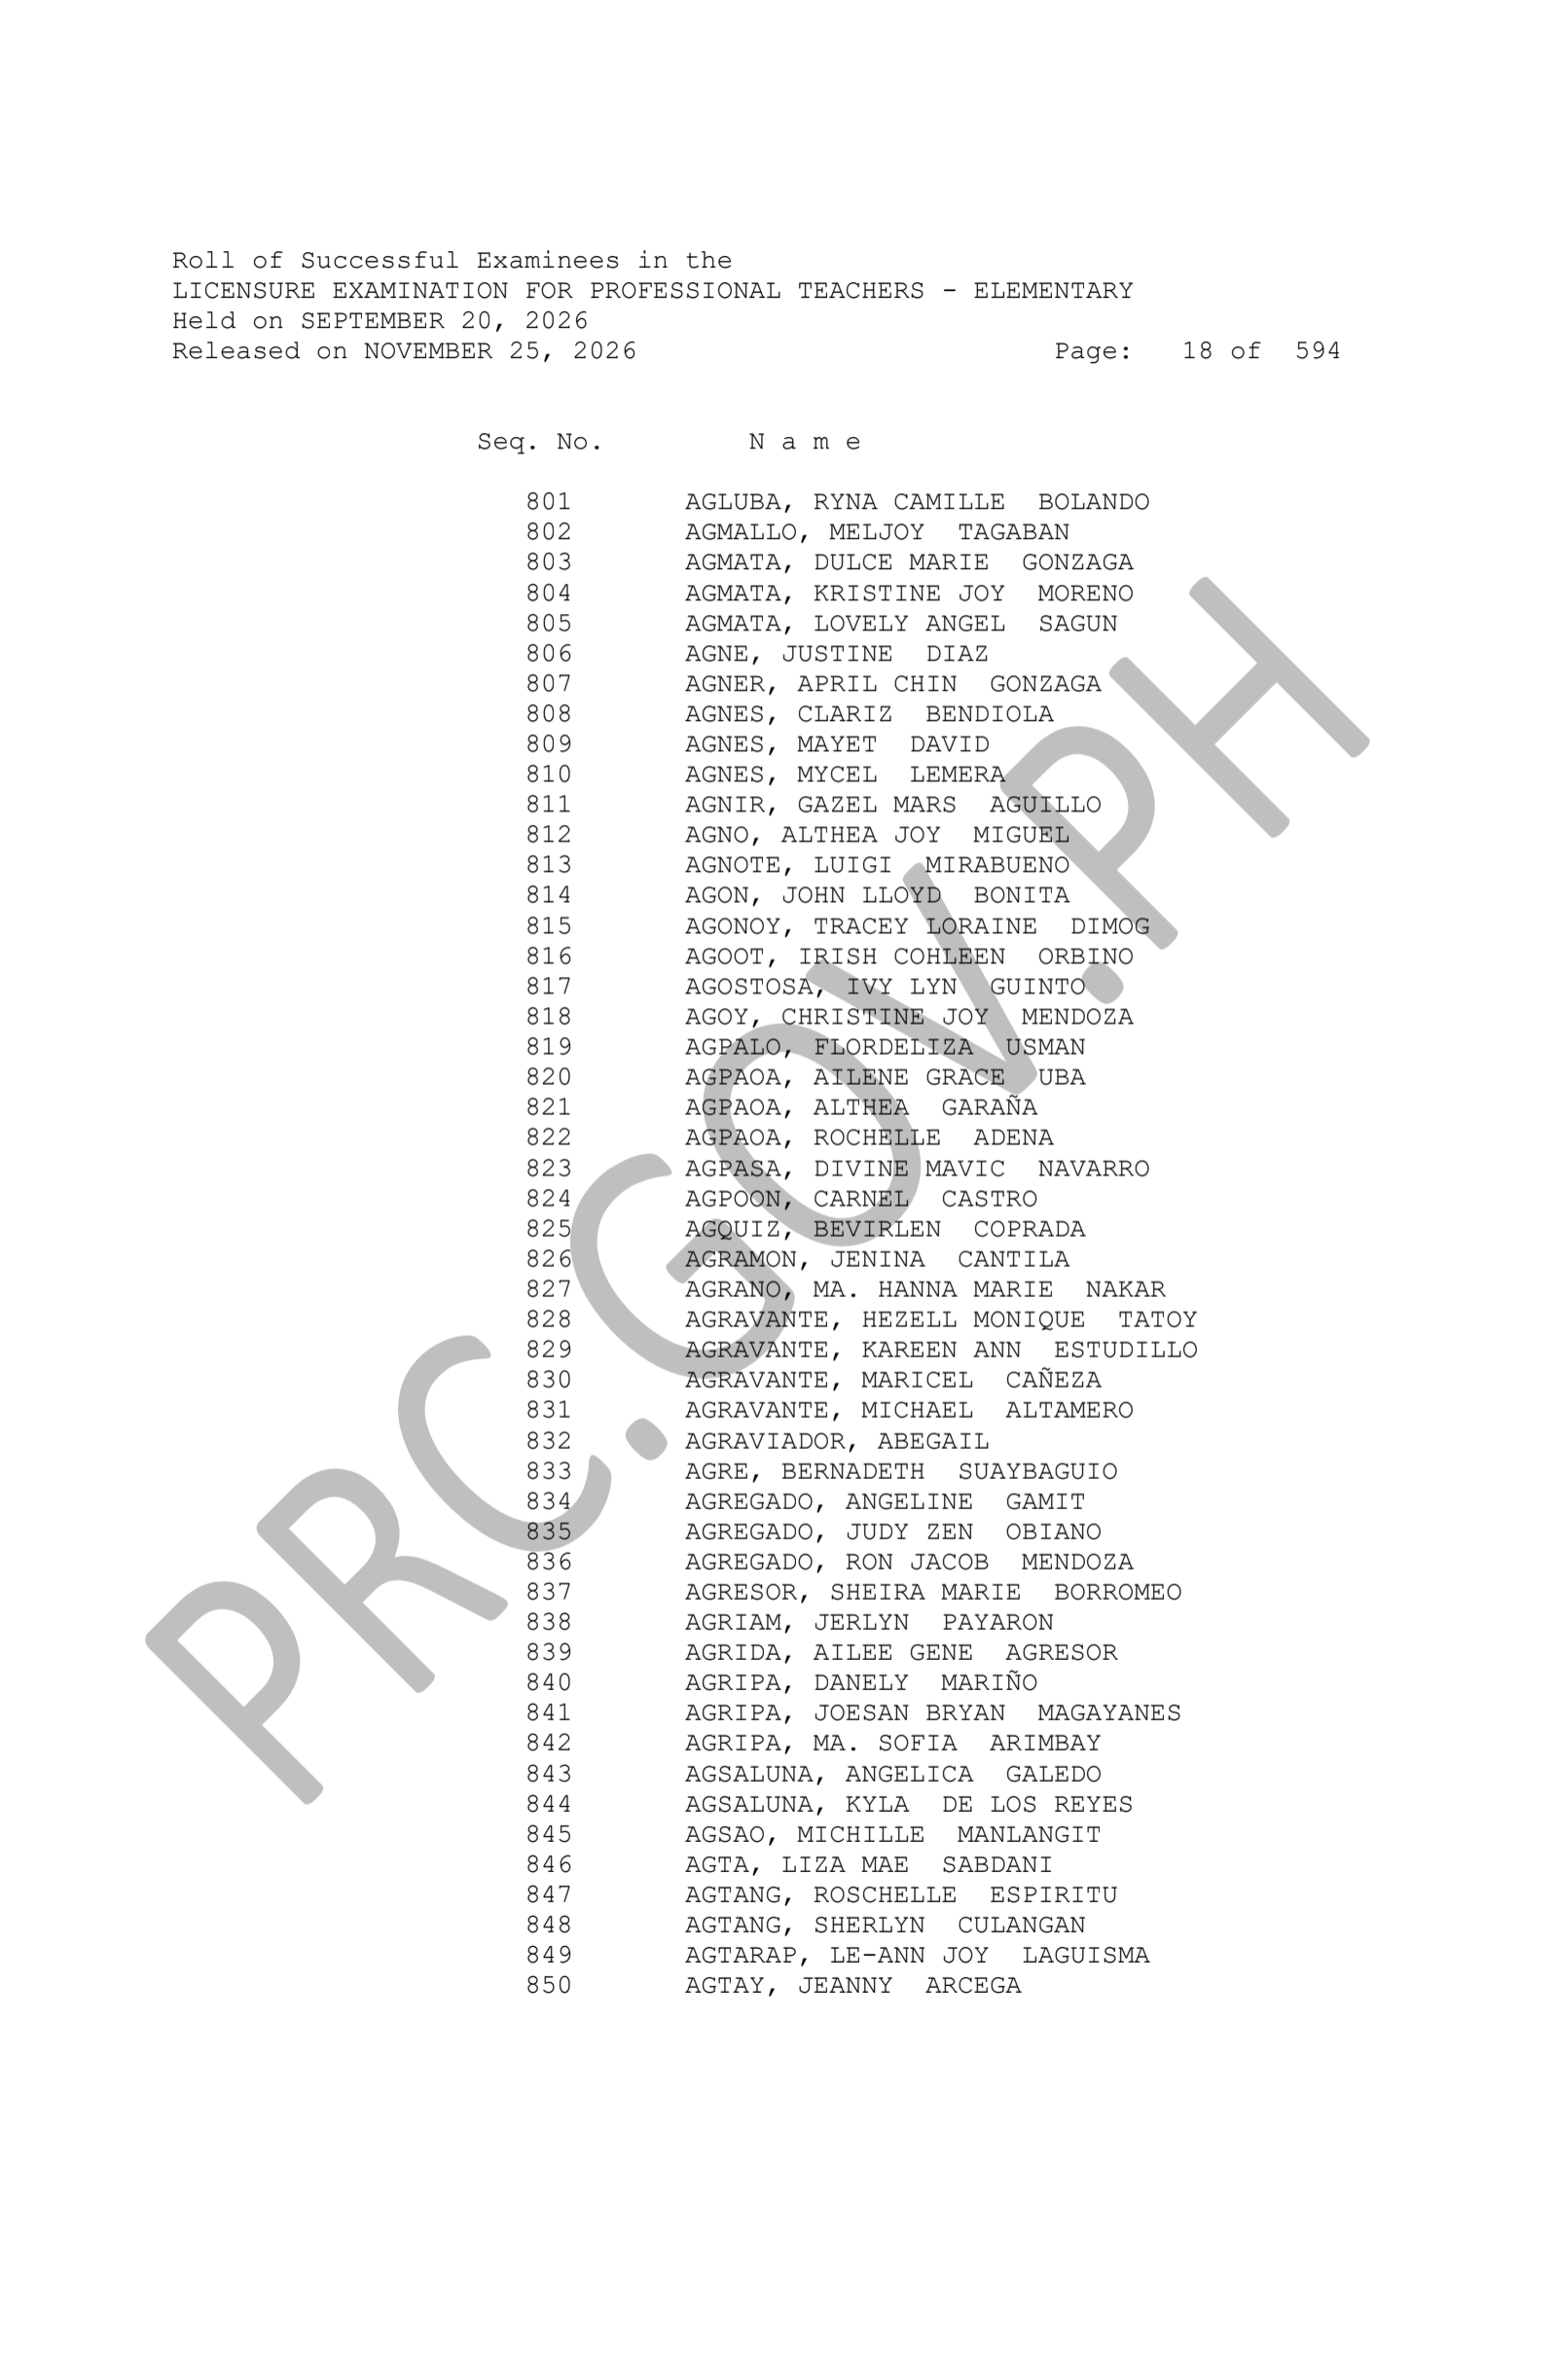 Roll of Successful Examinees in the
LICENSURE EXAMINATION FOR PROFESSIONAL TEACHERS - ELEMENTARY
Held on SEPTEMBER 20, 2026
Released on NOVEMBER 25, 2026 Page: 18 of 594
Seq. No. N a m e
801 AGLUBA, RYNA CAMILLE BOLANDO
802 AGMALLO, MELJOY TAGABAN
803 AGMATA, DULCE MARIE GONZAGA
804 AGMATA, KRISTINE JOY MORENO
805 AGMATA, LOVELY ANGEL SAGUN
806 AGNE, JUSTINE DIAZ
807 AGNER, APRIL CHIN GONZAGA
808 AGNES, CLARIZ BENDIOLA
809 AGNES, MAYET DAVID
810 AGNES, MYCEL LEMERA
811 AGNIR, GAZEL MARS AGUILLO
812 AGNO, ALTHEA JOY MIGUEL
813 AGNOTE, LUIGI MIRABUENO
814 AGON, JOHN LLOYD BONITA
815 AGONOY, TRACEY LORAINE DIMOG
816 AGOOT, IRISH COHLEEN ORBINO
817 AGOSTOSA, IVY LYN GUINTO
818 AGOY, CHRISTINE JOY MENDOZA
819 AGPALO, FLORDELIZA USMAN
820 AGPAOA, AILENE GRACE UBA
821 AGPAOA, ALTHEA GARAÑA
822 AGPAOA, ROCHELLE ADENA
823 AGPASA, DIVINE MAVIC NAVARRO
824 AGPOON, CARNEL CASTRO
825 AGQUIZ, BEVIRLEN COPRADA
826 AGRAMON, JENINA CANTILA
827 AGRANO, MA. HANNA MARIE NAKAR
828 AGRAVANTE, HEZELL MONIQUE TATOY
829 AGRAVANTE, KAREEN ANN ESTUDILLO
830 AGRAVANTE, MARICEL CAÑEZA
831 AGRAVANTE, MICHAEL ALTAMERO
832 AGRAVIADOR, ABEGAIL
833 AGRE, BERNADETH SUAYBAGUIO
834 AGREGADO, ANGELINE GAMIT
835 AGREGADO, JUDY ZEN OBIANO
836 AGREGADO, RON JACOB MENDOZA
837 AGRESOR, SHEIRA MARIE BORROMEO
838 AGRIAM, JERLYN PAYARON
839 AGRIDA, AILEE GENE AGRESOR
840 AGRIPA, DANELY MARIÑO
841 AGRIPA, JOESAN BRYAN MAGAYANES
842 AGRIPA, MA. SOFIA ARIMBAY
843 AGSALUNA, ANGELICA GALEDO
844 AGSALUNA, KYLA DE LOS REYES
845 AGSAO, MICHILLE MANLANGIT
846 AGTA, LIZA MAE SABDANI
847 AGTANG, ROSCHELLE ESPIRITU
848 AGTANG, SHERLYN CULANGAN
849 AGTARAP, LE-ANN JOY LAGUISMA
850 AGTAY, JEANNY ARCEGA
PRC.GOV.PH